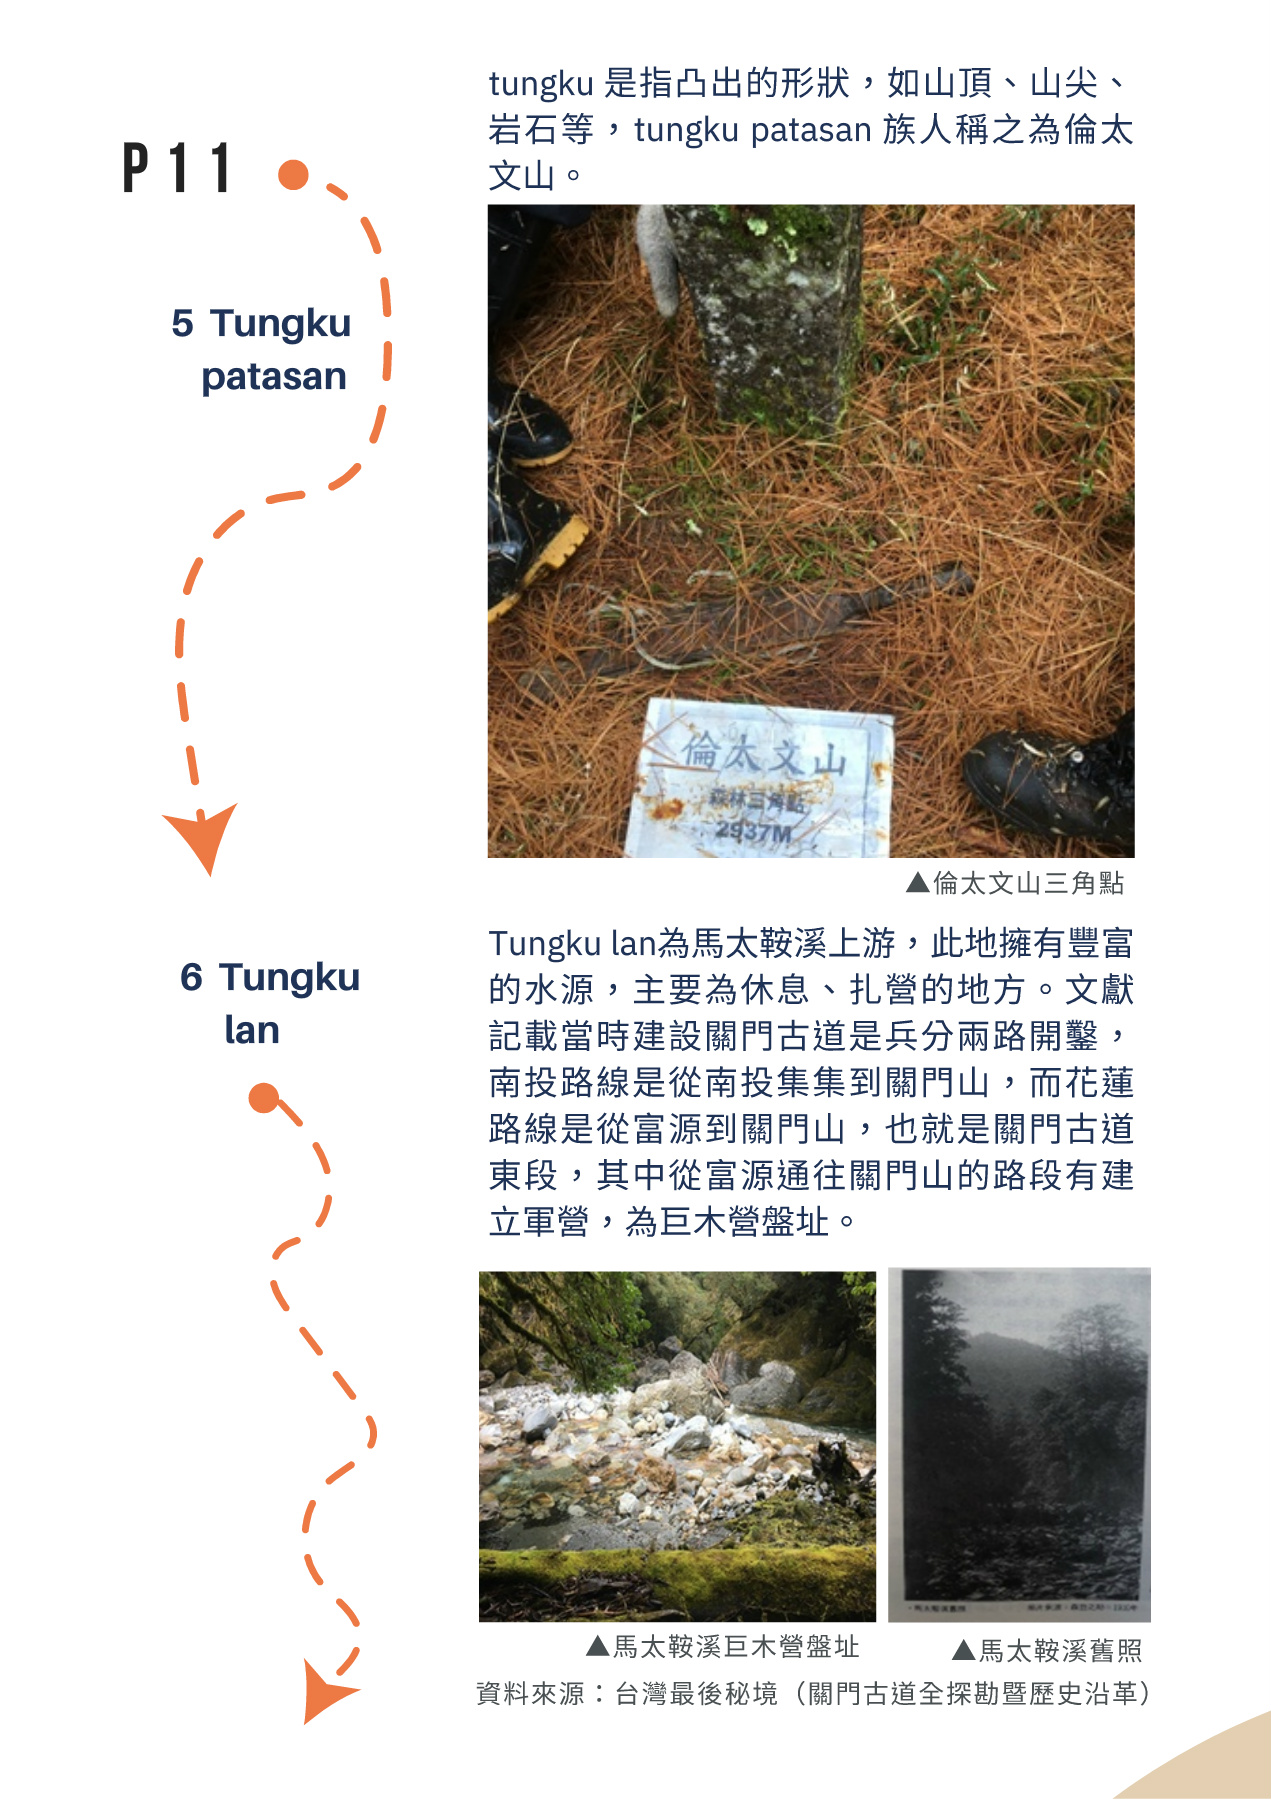 P11
5 Tungku
patasan
tungku 是指凸出的形狀，如山頂、山尖、
岩石等，tungku patasan 族人稱之為倫太
文山。
倫太文山
森林三角點
2937M
▲倫太文山三角點
6 Tungku
lan
Tungku lan為馬太鞍溪上游，此地擁有豐富
的水源，主要為休息、扎營的地方。文獻
記載當時建設關門古道是兵分兩路開鑿，
南投路線是從南投集集到關門山，而花蓮
路線是從富源到關門山，也就是關門古道
東段，其中從富源通往關門山的路段有建
立軍營，為巨木營盤址。
▲馬太鞍溪巨木營盤址
▲馬太鞍溪舊照
資料來源：台灣最後秘境（關門古道全探勘暨歷史沿革）